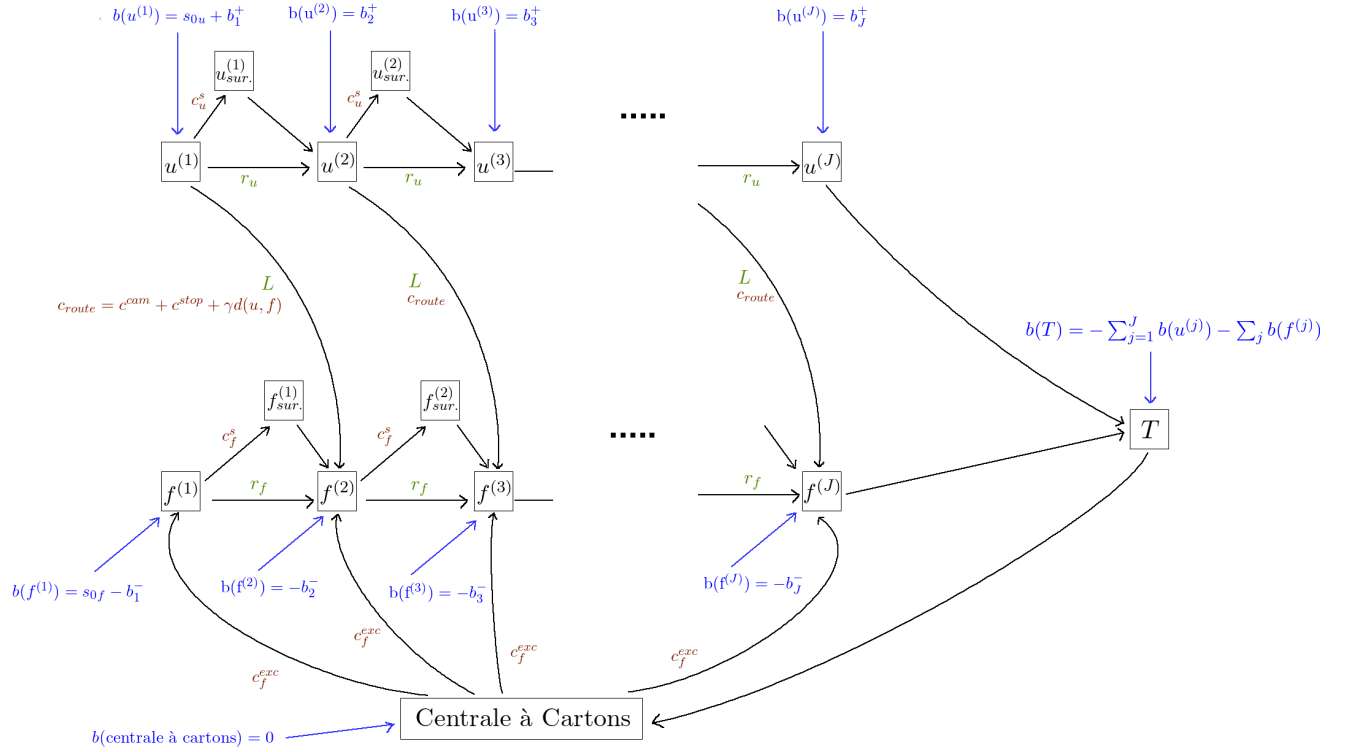 b(u^{(1)}) = s_{0u} + b_1^+
b(u^{(2)}) = b_2^+
b(u^{(3)}) = b_3^+
b(u^{(J)}) = b_J^+
u_{sur.}^{(1)}
u_{sur.}^{(2)}
c_u^s
c_u^s
.....
u^{(1)}
u^{(2)}
u^{(3)}
u^{(J)}
r_u
r_u
r_u
L
L
L
c_{route} = c^{cam} + c^{stop} + γd(u, f)
c_{route}
c_{route}
b(T) = − ∑_{j=1}^J b(u^{(j)}) − ∑_j b(f^{(j)})
f_{sur.}^{(1)}
f_{sur.}^{(2)}
c_f^s
c_f^s
.....
T
f^{(1)}
f^{(2)}
f^{(3)}
f^{(J)}
r_f
r_f
r_f
b(f^{(1)}) = s_{0f} − b_1^-
b(f^{(2)}) = −b_2^-
b(f^{(3)}) = −b_3^-
b(f^{(J)}) = −b_J^-
c_f^{exc}
c_f^{exc}
c_f^{exc}
c_f^{exc}
Centrale à Cartons
b(centrale à cartons) = 0